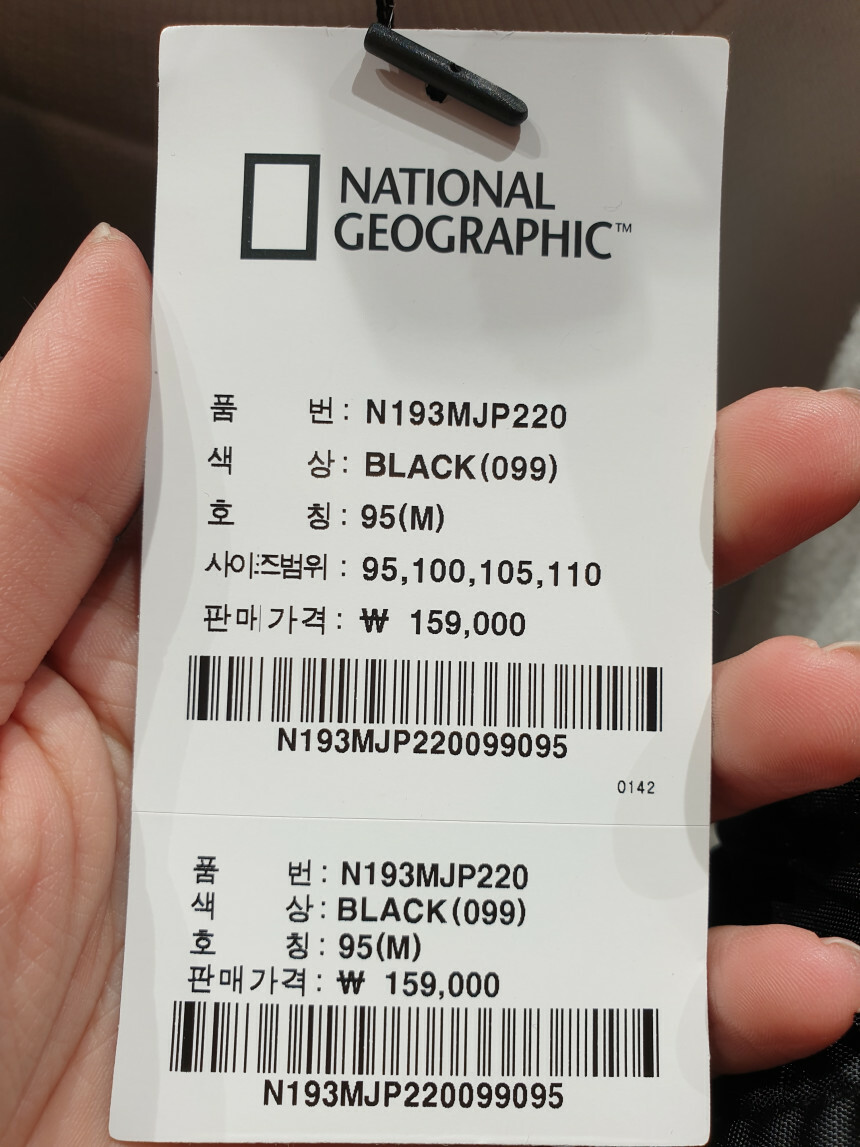 NATIONAL
GEOGRAPHIC™
품 번 : N193MJP220
색 상 : BLACK(099)
호 칭 : 95(M)
사이즈범위 : 95,100,105,110
판매가격 : ₩ 159,000
N193MJP220099095
0142
품 번 : N193MJP220
색 상 : BLACK(099)
호 칭 : 95(M)
판매가격 : ₩ 159,000
N193MJP220099095